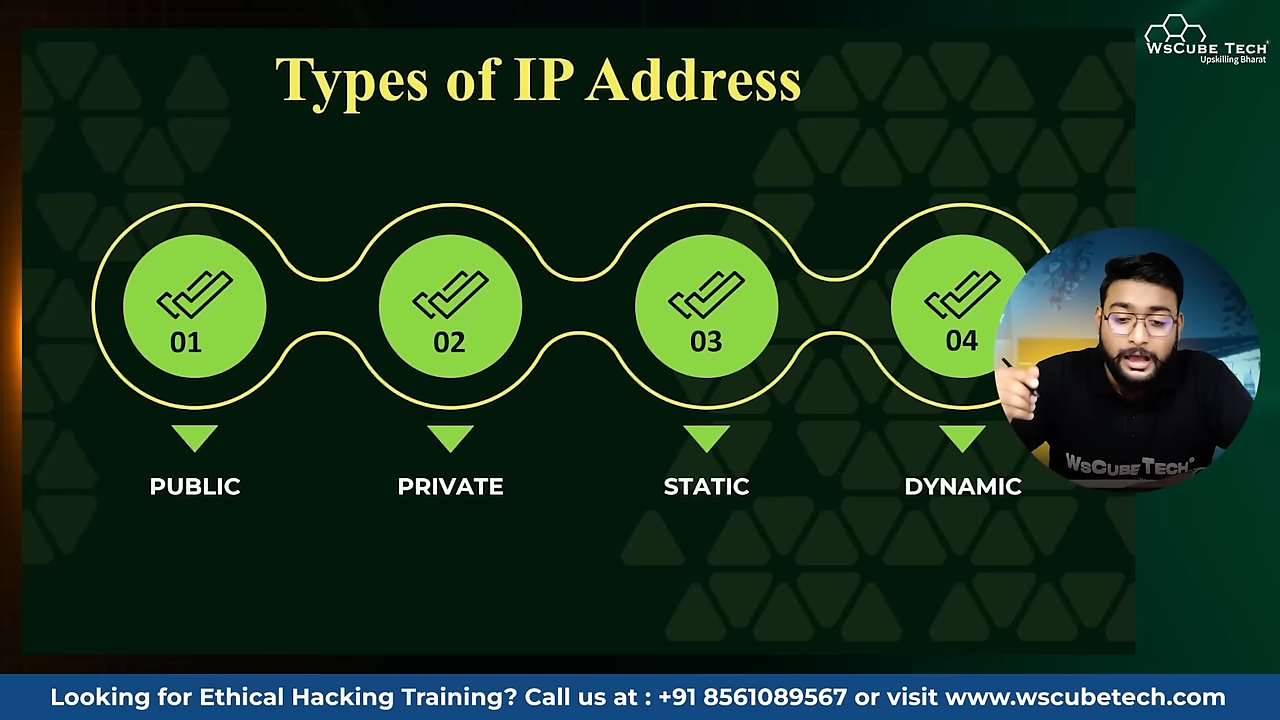 WsCube Tech
Upskilling Bharat
Types of IP Address
01
02
03
04
PUBLIC
PRIVATE
STATIC
DYNAMIC
WsCube Tech
Looking for Ethical Hacking Training? Call us at : +91 8561089567 or visit www.wscubetech.com